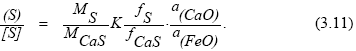 (S)/[S] = M_S/M_CaS K f_S/f_CaS · a_(CaO)/a_(FeO). (3.11)